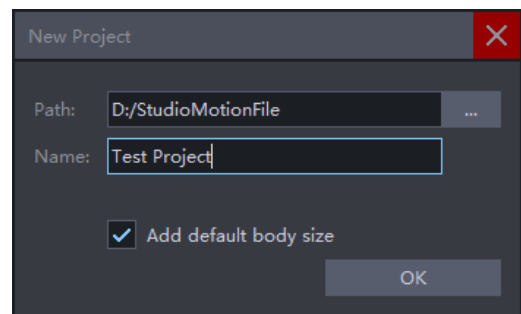 New Project
Path: D:/StudioMotionFile ...
Name: Test Project
Add default body size
OK